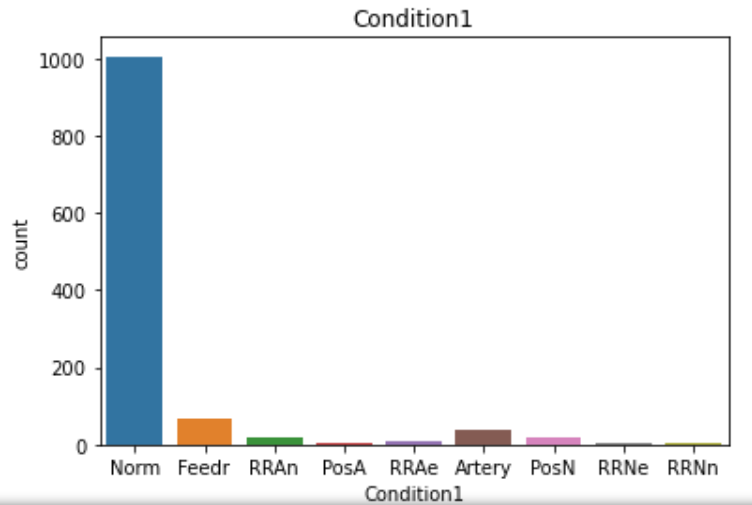 Condition1
1000
800
600
400
200
0
count
Norm Feedr RRAn PosA RRAe Artery PosN RRNe RRNn
Condition1